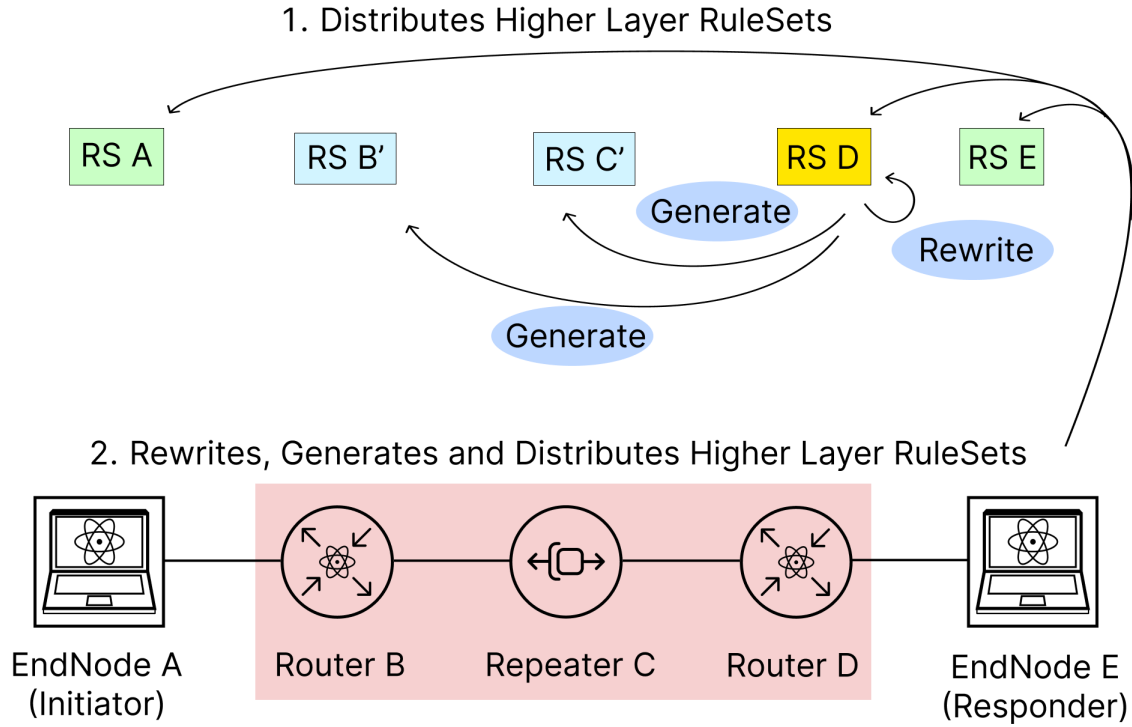 1. Distributes Higher Layer RuleSets
RS A
RS B’
RS C’
RS D
RS E
Generate
Rewrite
Generate
2. Rewrites, Generates and Distributes Higher Layer RuleSets
EndNode A
(Initiator)
Router B
Repeater C
Router D
EndNode E
(Responder)